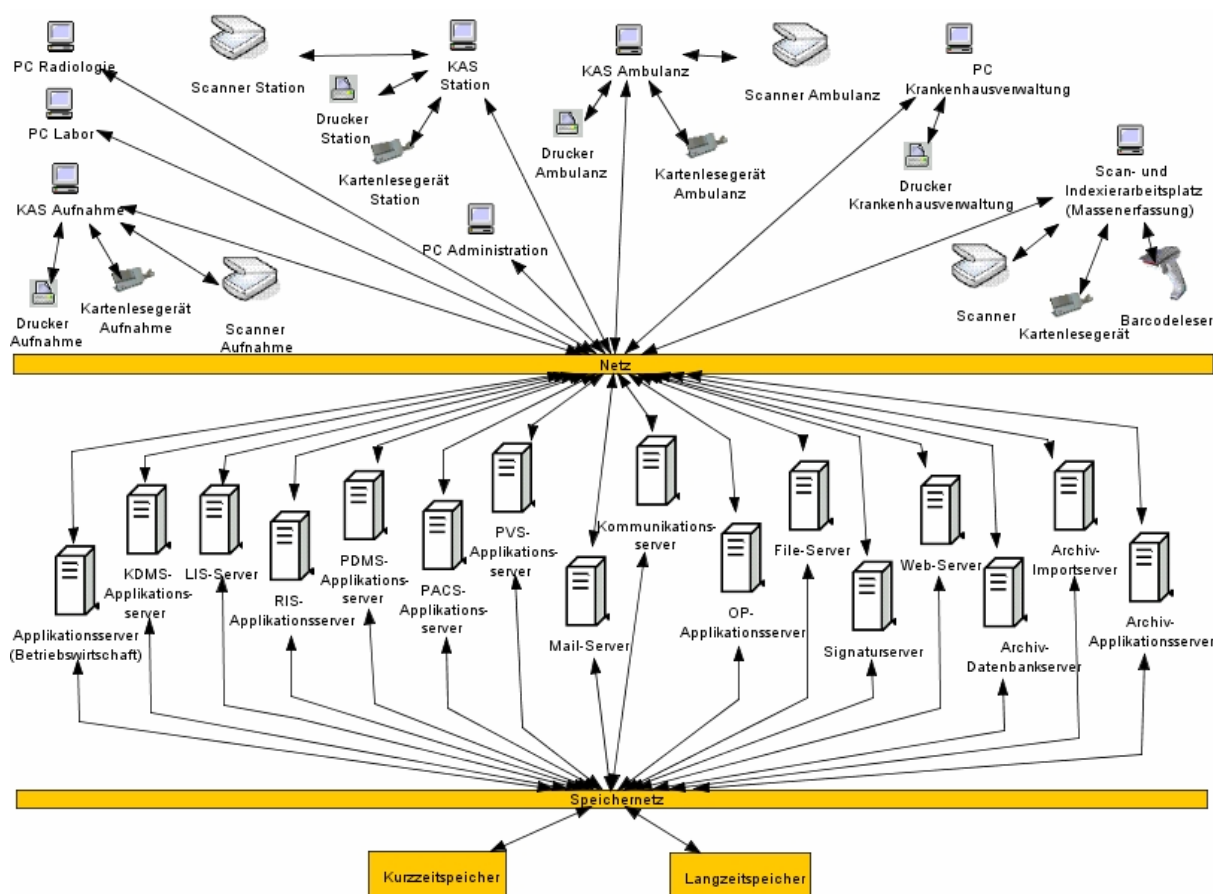 PC Radiologie
Scanner Station
KAS
Station
KAS Ambulanz
Scanner Ambulanz
PC
Krankenhausverwaltung
PC Labor
Drucker
Station
Kartenlesegerät
Station
Drucker
Ambulanz
Kartenlesegerät
Ambulanz
Drucker
Krankenhausverwaltung
Scan- und
Indexierarbeitsplatz
(Massenerfassung)
KAS Aufnahme
PC Administration
Drucker
Aufnahme
Kartenlesegerät
Aufnahme
Scanner
Aufnahme
Scanner
Kartenlesegerät
Barcodeleser
Netz
Applikationsserver
(Betriebswirtschaft)
KDMS-
Applikations-
server
LIS-Server
RIS-
Applikationsserver
PDMS-
Applikations-
server
PACS-
Applikations-
server
PVS-
Applikations-
server
Mail-Server
Kommunikations-
server
OP-
Applikationsserver
File-Server
Signaturserver
Web-Server
Archiv-
Datenbankserver
Archiv-
Importserver
Archiv-
Applikationsserver
Speichernetz
Kurzzeitspeicher
Langzeitspeicher